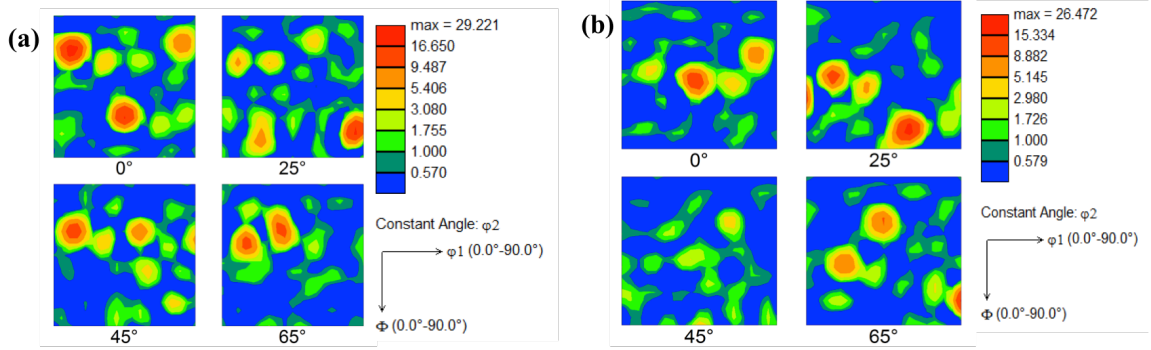 (a)
max = 29.221
16.650
9.487
5.406
3.080
1.755
1.000
0.570
0°
25°
45°
65°
Constant Angle: φ2
φ1 (0.0°-90.0°)
Φ (0.0°-90.0°)
(b)
max = 26.472
15.334
8.882
5.145
2.980
1.726
1.000
0.579
0°
25°
45°
65°
Constant Angle: φ2
φ1 (0.0°-90.0°)
Φ (0.0°-90.0°)